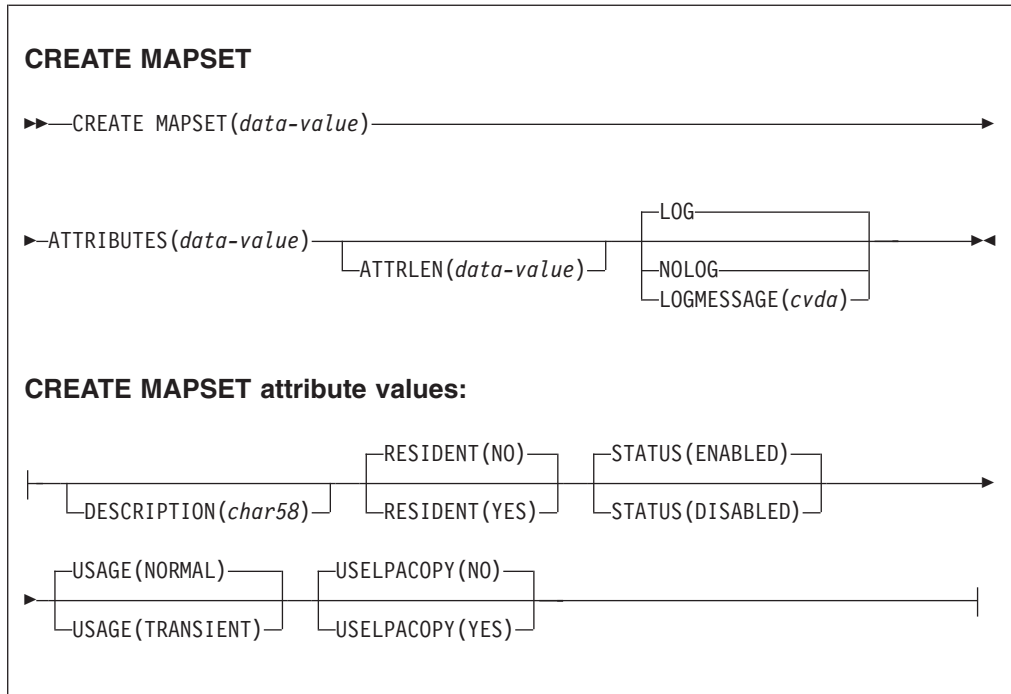 CREATE MAPSET
CREATE MAPSET(data-value)
LOG
ATTRIBUTES(data-value)
ATTRLEN(data-value)
NOLOG
LOGMESSAGE(cvda)
CREATE MAPSET attribute values:
RESIDENT(NO) STATUS(ENABLED)
DESCRIPTION(char58) RESIDENT(YES) STATUS(DISABLED)
USAGE(NORMAL) USELPACOPY(NO)
USAGE(TRANSIENT) USELPACOPY(YES)